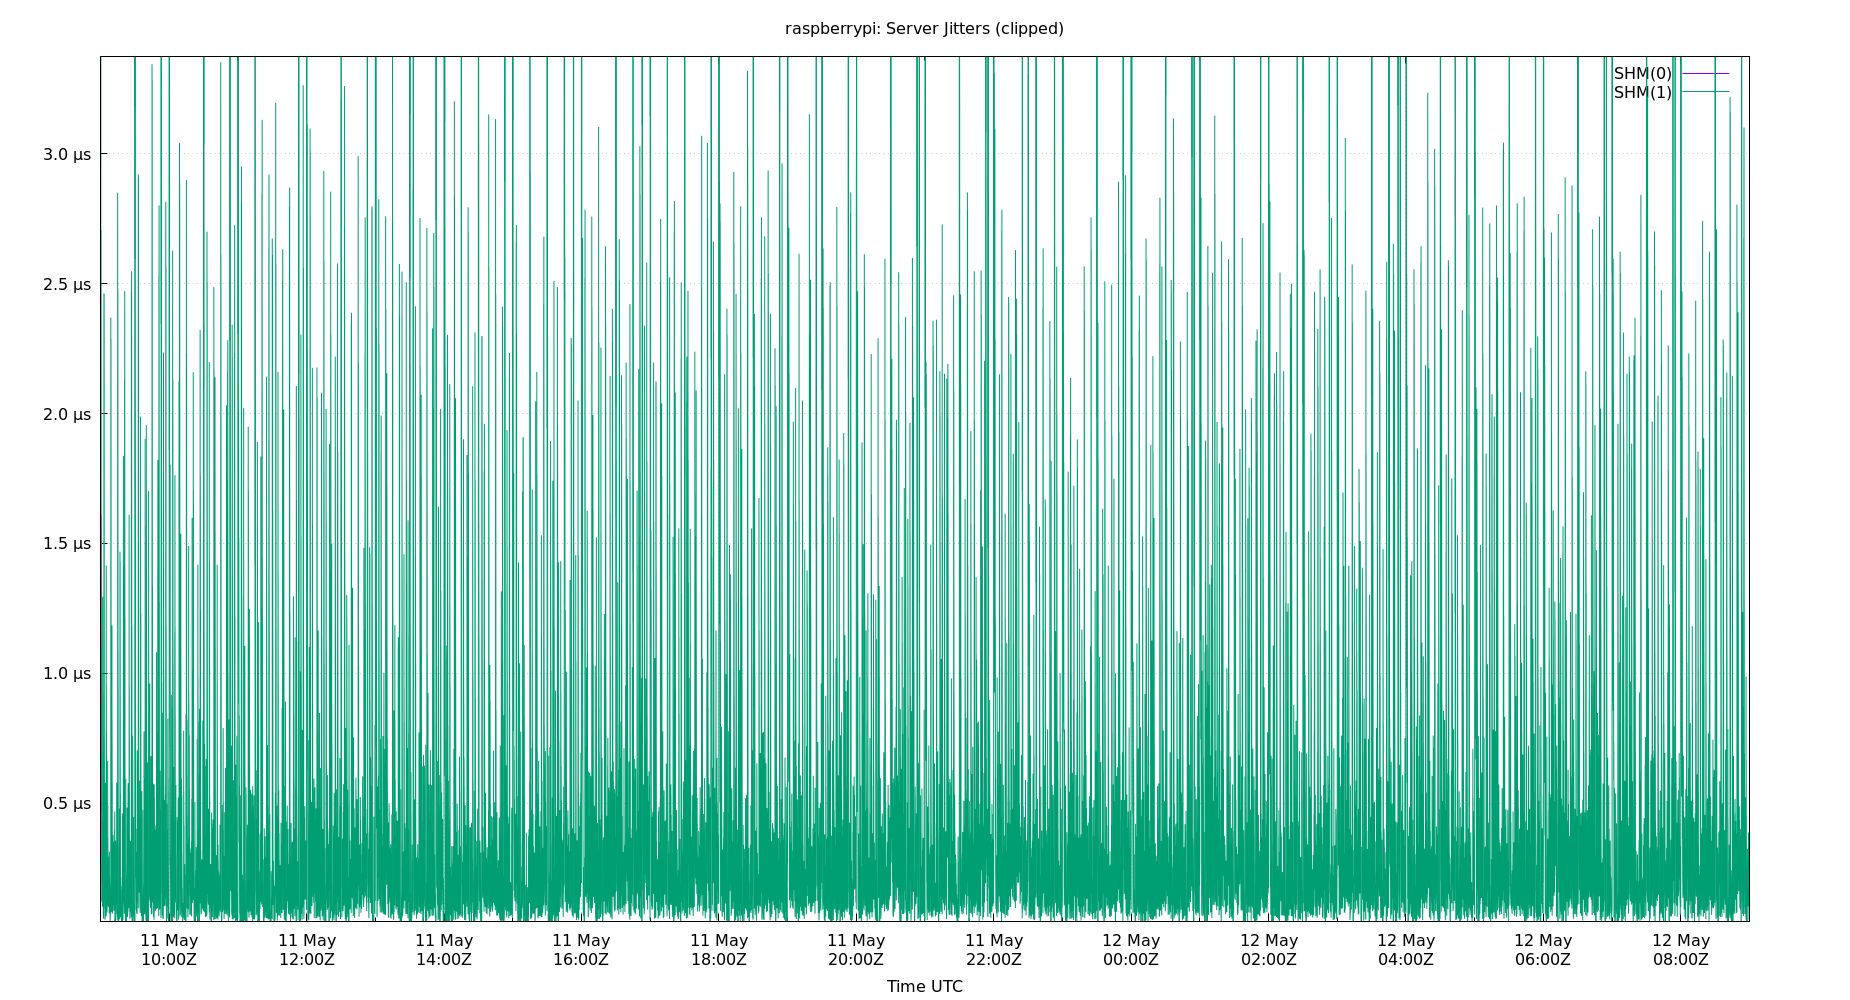 raspberrypi: Server Jitters (clipped)
SHM(0)
SHM(1)
3.0 µs
2.5 µs
2.0 µs
1.5 µs
1.0 µs
0.5 µs
11 May 11 May 11 May 11 May 11 May 11 May 11 May 12 May 12 May 12 May 12 May 12 May
10:00Z 12:00Z 14:00Z 16:00Z 18:00Z 20:00Z 22:00Z 00:00Z 02:00Z 04:00Z 06:00Z 08:00Z
Time UTC